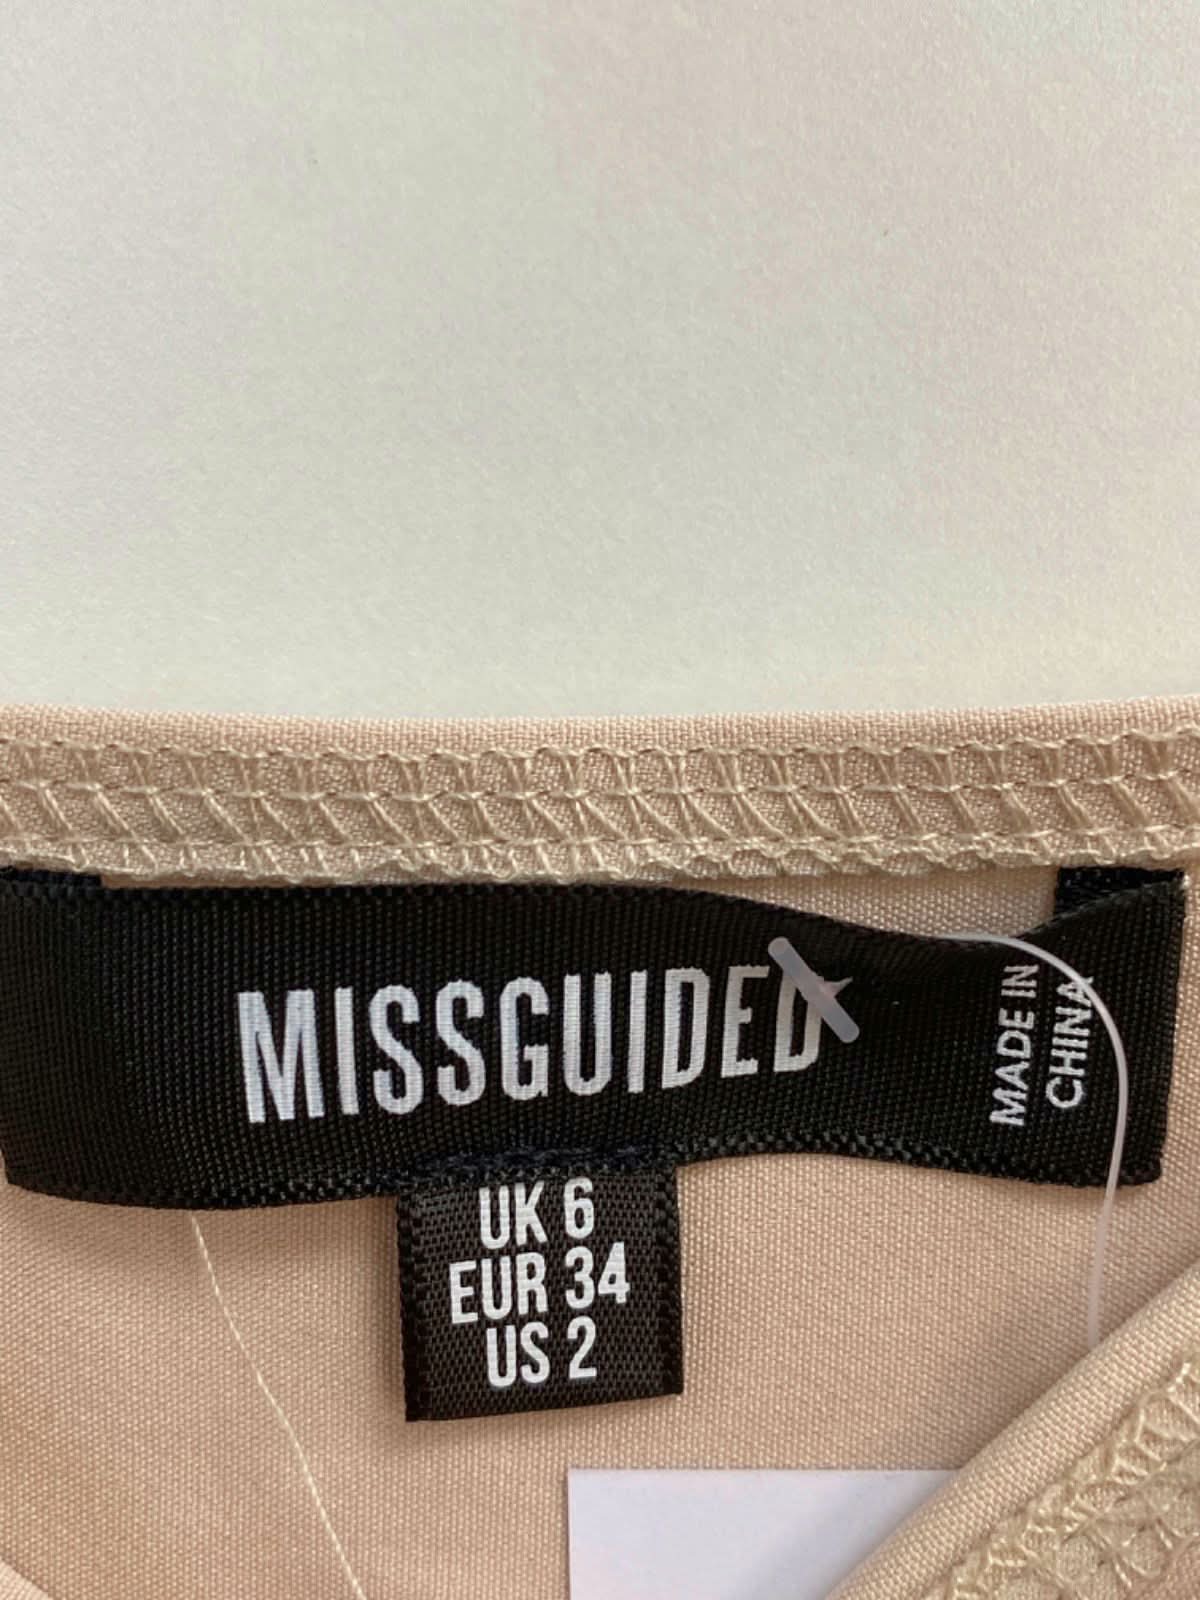 MISSGUIDED
MADE IN
CHINA
UK 6
EUR 34
US 2